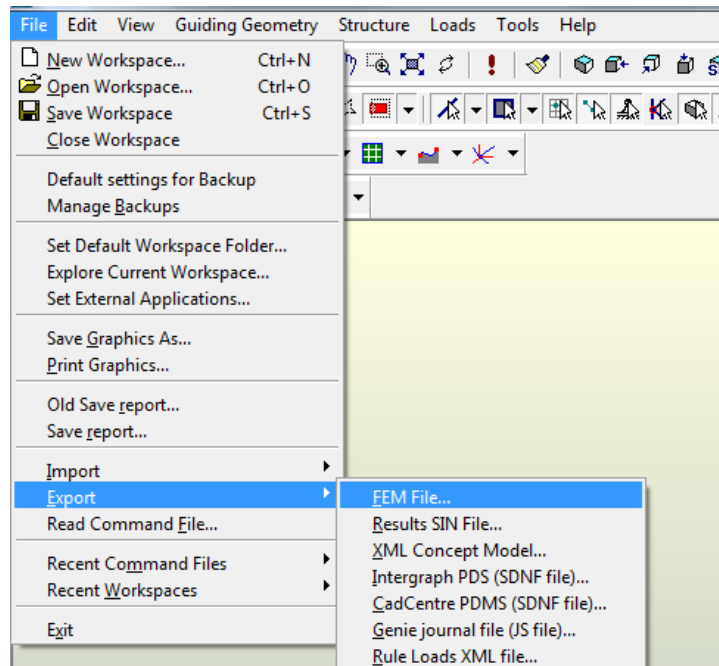 File Edit View Guiding Geometry Structure Loads Tools Help
New Workspace... Ctrl+N
Open Workspace... Ctrl+O
Save Workspace Ctrl+S
Close Workspace
Default settings for Backup
Manage Backups
Set Default Workspace Folder...
Explore Current Workspace...
Set External Applications...
Save Graphics As...
Print Graphics...
Old Save report...
Save report...
Import
Export
FEM File...
Read Command File...
Results SIN File...
XML Concept Model...
Recent Command Files
Intergraph PDS (SDNF file)...
Recent Workspaces
CadCentre PDMS (SDNF file)...
Exit
Genie journal file (JS file)...
Rule Loads XML file...